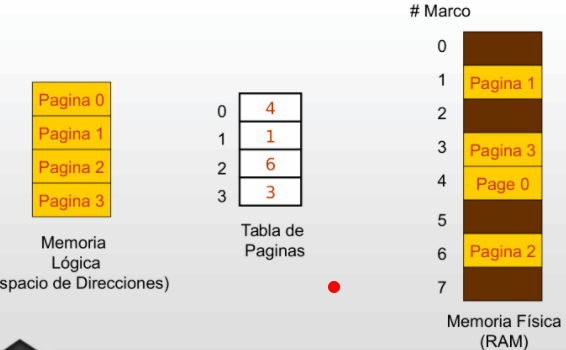 # Marco
Pagina 0
Pagina 1
Pagina 2
Pagina 3
Memoria
Lógica
spacio de Direcciones)
0 4
1 1
2 6
3 3
Tabla de
Paginas
0
1 Pagina 1
2
3 Pagina 3
4 Page 0
5
6 Pagina 2
7
Memoria Física
(RAM)